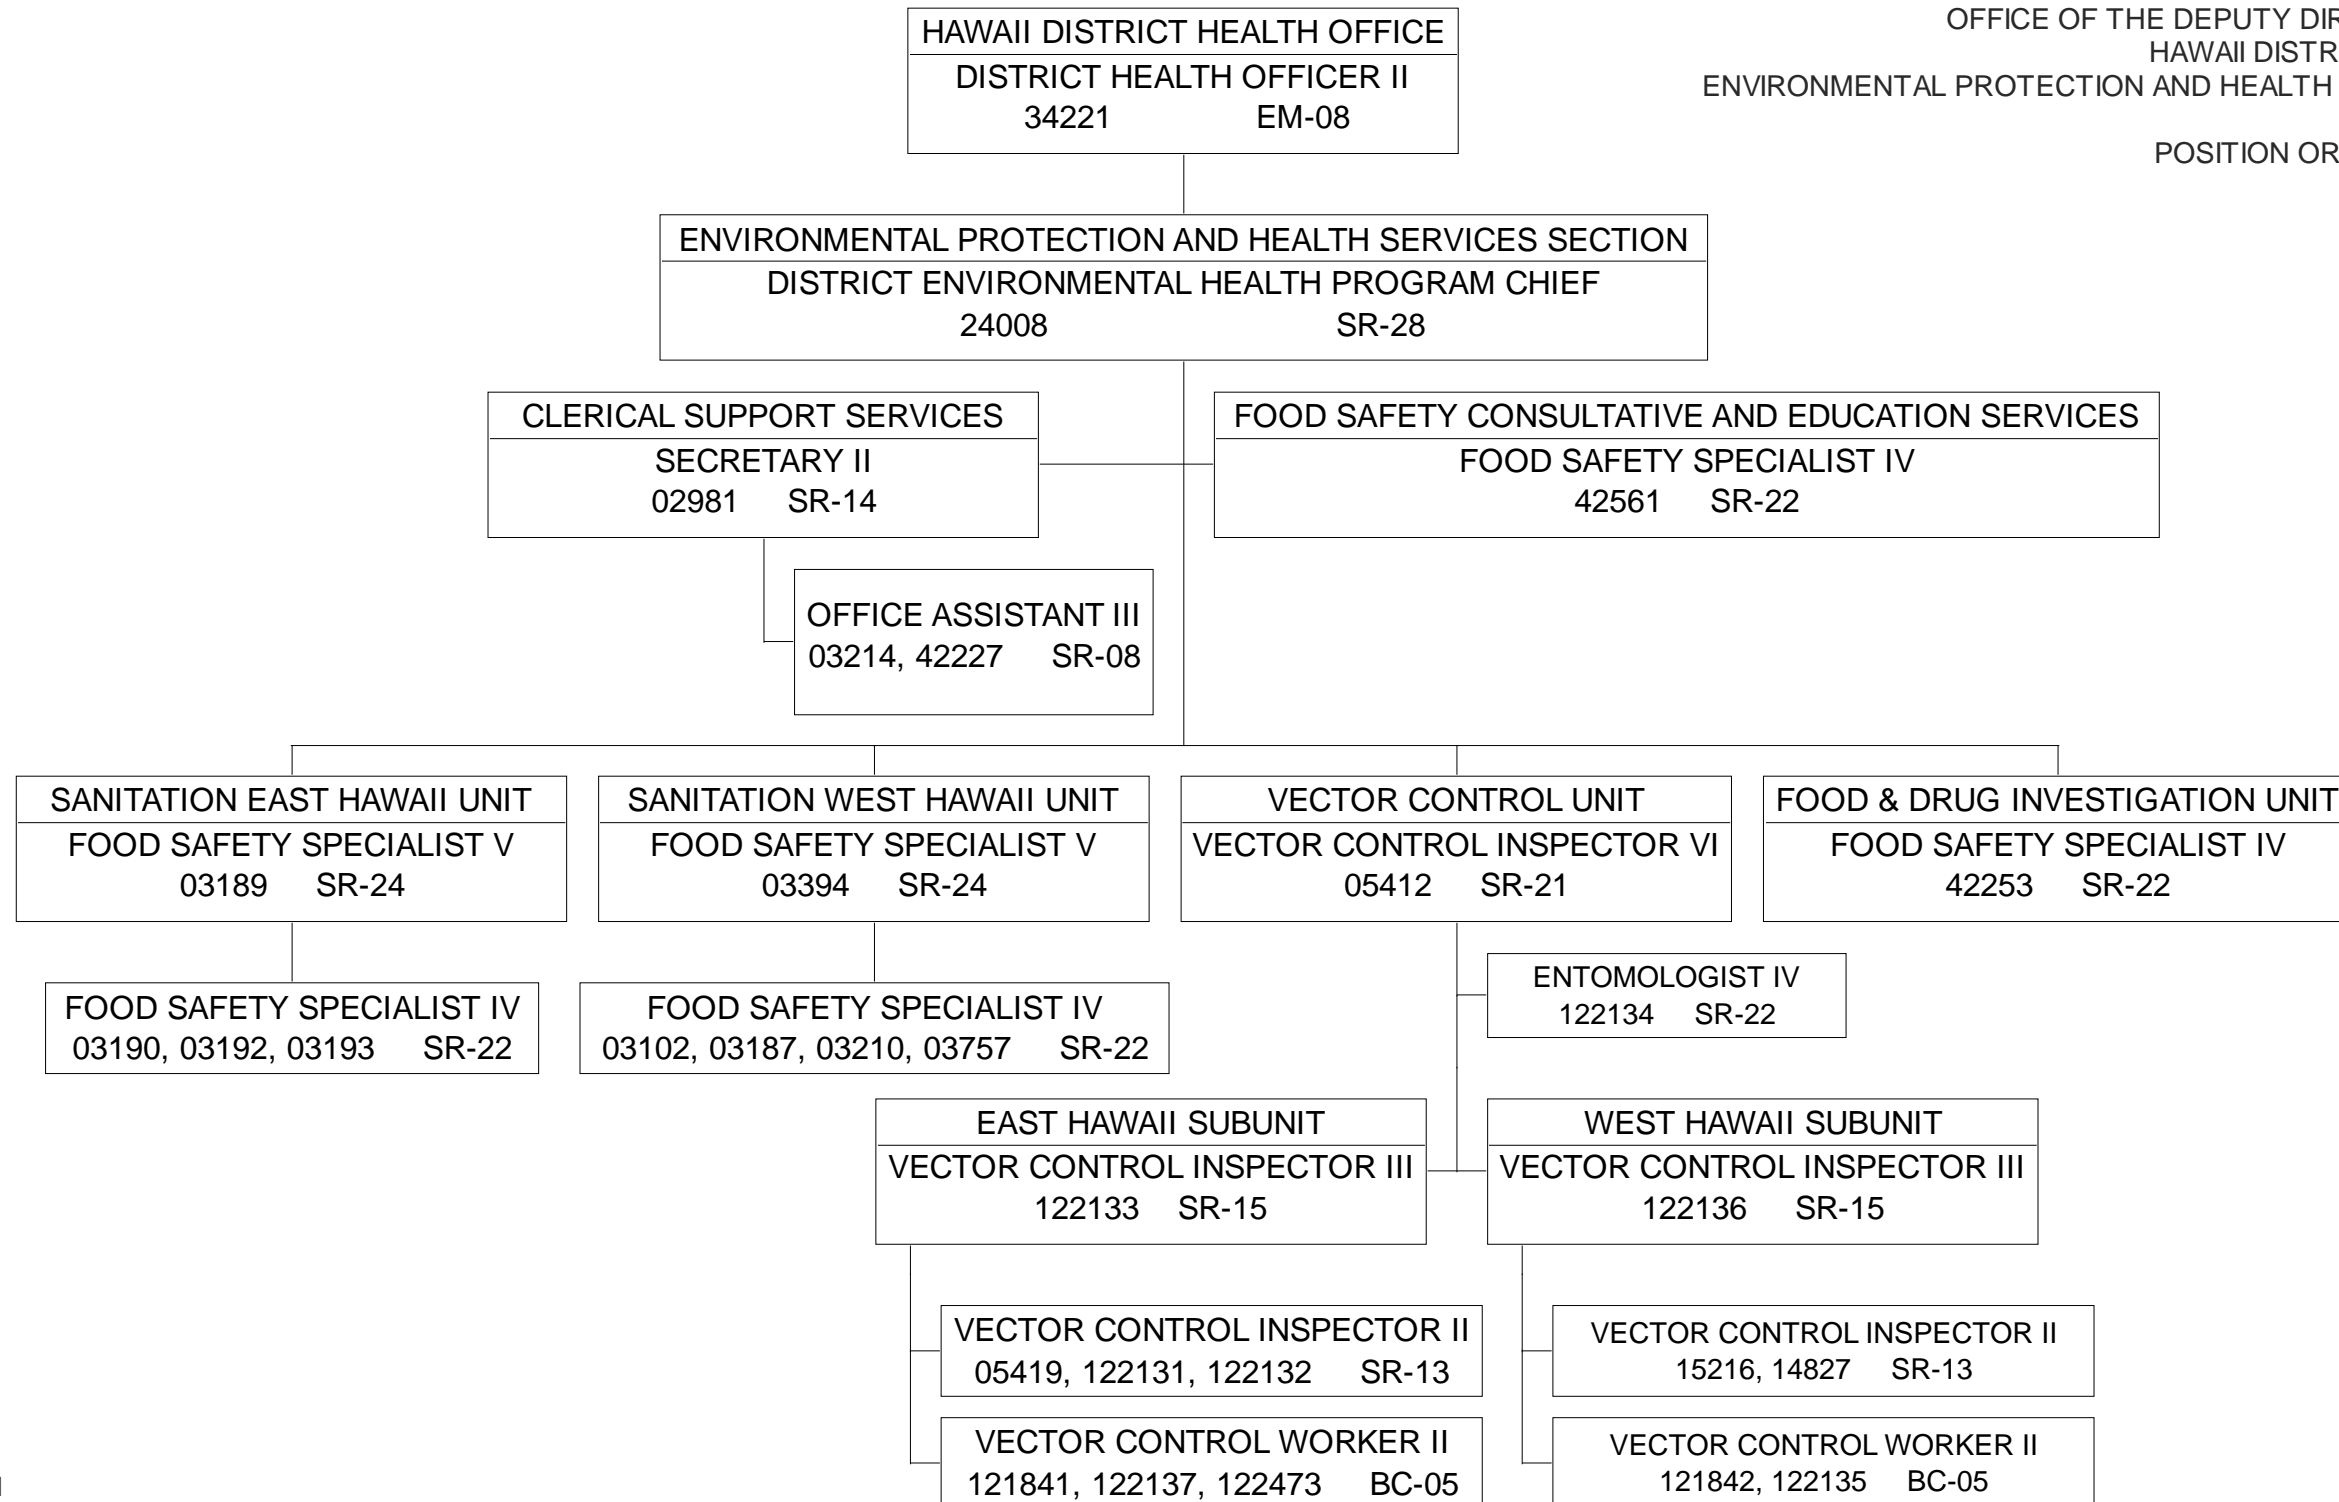 OFFICE OF THE DEPUTY
HAWAII
ENVIRONMENTAL PROTECTION AND HEALTH
POSITION
HAWAII DISTRICT HEALTH OFFICE
DISTRICT HEALTH OFFICER II
34221 EM-08
ENVIRONMENTAL PROTECTION AND HEALTH SERVICES SECTION
DISTRICT ENVIRONMENTAL HEALTH PROGRAM CHIEF
24008 SR-28
CLERICAL SUPPORT SERVICES
SECRETARY II
02981 SR-14
FOOD SAFETY CONSULTATIVE AND EDUCATION SERVICES
FOOD SAFETY SPECIALIST IV
42561 SR-22
OFFICE ASSISTANT III
03214, 42227 SR-08
SANITATION EAST HAWAII UNIT
FOOD SAFETY SPECIALIST V
03189 SR-24
SANITATION WEST HAWAII UNIT
FOOD SAFETY SPECIALIST V
03394 SR-24
VECTOR CONTROL UNIT
VECTOR CONTROL INSPECTOR VI
05412 SR-21
FOOD & DRUG INVESTIGATION UNIT
FOOD SAFETY SPECIALIST IV
42253 SR-22
FOOD SAFETY SPECIALIST IV
03190, 03192, 03193 SR-22
FOOD SAFETY SPECIALIST IV
03102, 03187, 03210, 03757 SR-22
ENTOMOLOGIST IV
122134 SR-22
EAST HAWAII SUBUNIT
VECTOR CONTROL INSPECTOR III
122133 SR-15
WEST HAWAII SUBUNIT
VECTOR CONTROL INSPECTOR III
122136 SR-15
VECTOR CONTROL INSPECTOR II
05419, 122131, 122132 SR-13
VECTOR CONTROL WORKER II
121841, 122137, 122473 BC-05
VECTOR CONTROL INSPECTOR II
15216, 14827 SR-13
VECTOR CONTROL WORKER II
121842, 122135 BC-05